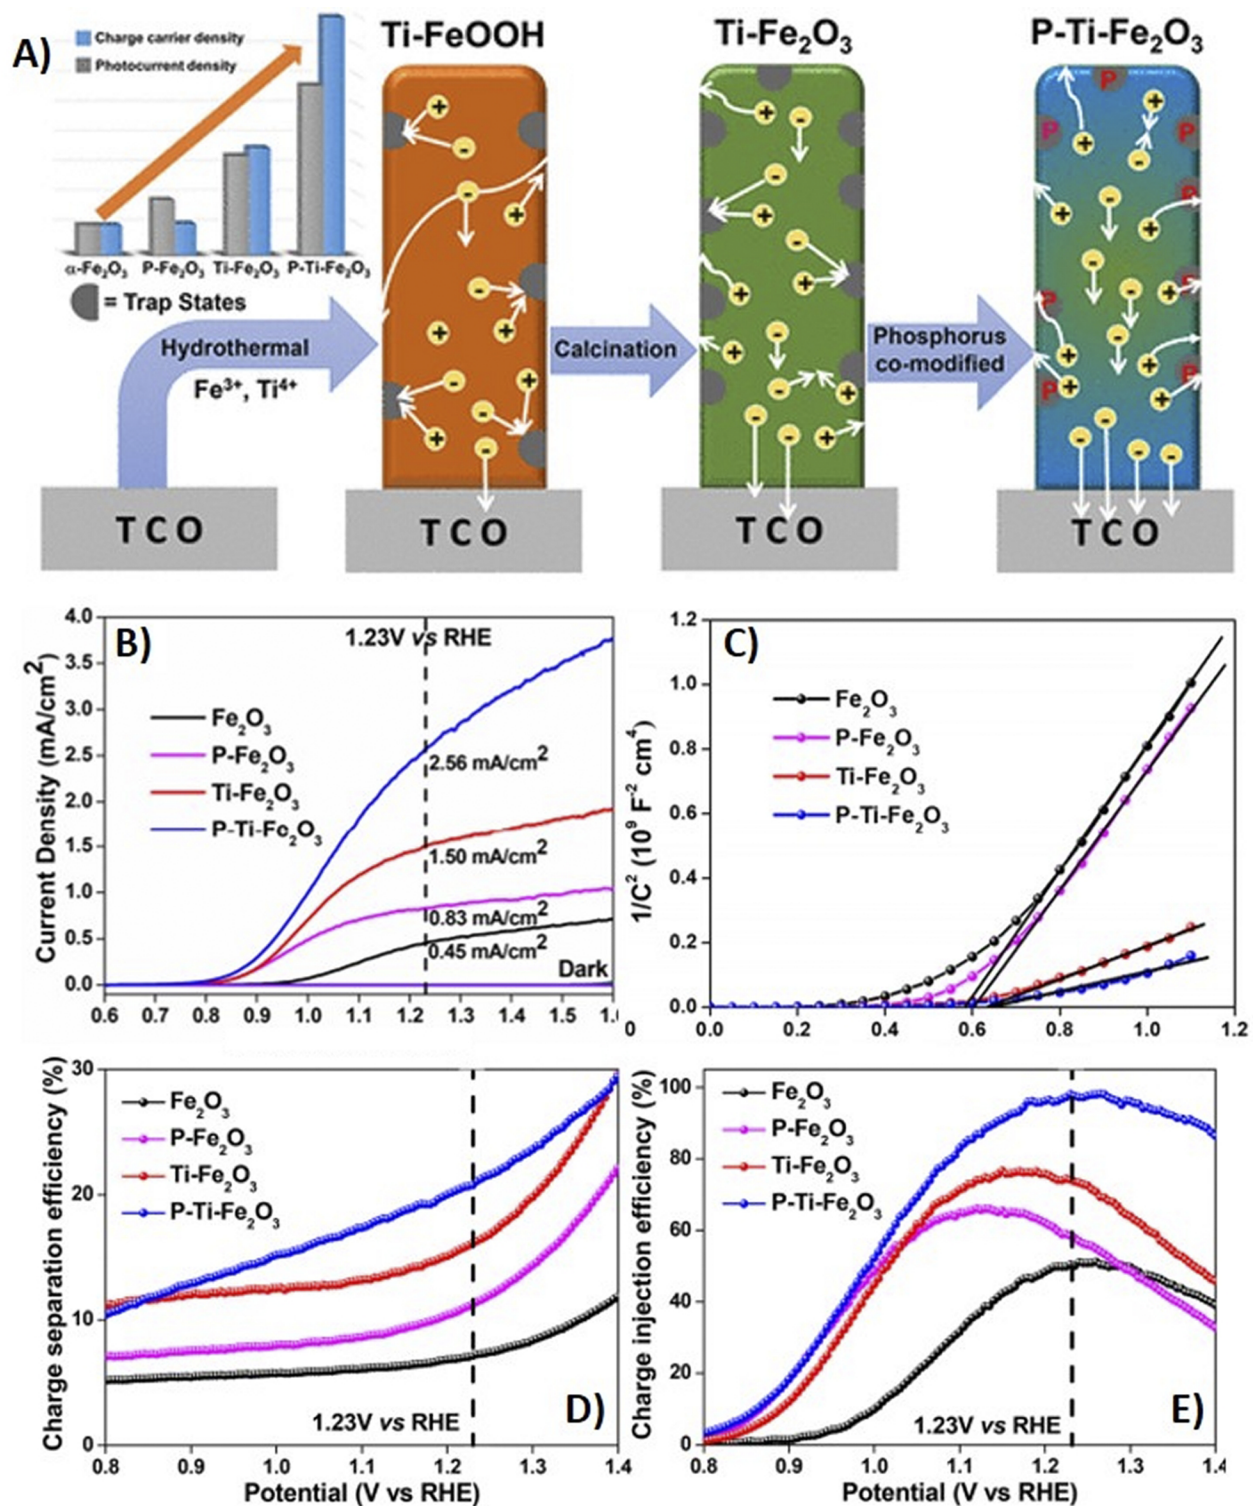 A)
Charge carrier density
Photocurrent density
α-Fe₂O₃ P-Fe₂O₃ Ti-Fe₂O₃ P-Ti-Fe₂O₃
= Trap States
Hydrothermal
Fe³⁺, Ti⁴⁺
TCO
Ti-FeOOH
TCO
Calcination
Ti-Fe₂O₃
TCO
Phosphorus
co-modified
P-Ti-Fe₂O₃
P
P
P
P
P
P
P
P
TCO
B)
1.23V vs RHE
Fe₂O₃
P-Fe₂O₃
Ti-Fe₂O₃
P-Ti-Fe₂O₃
2.56 mA/cm²
1.50 mA/cm²
0.83 mA/cm²
0.45 mA/cm²
Dark
Current Density (mA/cm²)
4.0
3.5
3.0
2.5
2.0
1.5
1.0
0.5
0.0
0.6 0.7 0.8 0.9 1.0 1.1 1.2 1.3 1.4 1.5
C)
Fe₂O₃
P-Fe₂O₃
Ti-Fe₂O₃
P-Ti-Fe₂O₃
1/C² (10⁹ F⁻² cm⁴)
1.2
1.0
0.8
0.6
0.4
0.2
0.0
0
0.0 0.2 0.4 0.6 0.8 1.0 1.2
Fe₂O₃
P-Fe₂O₃
Ti-Fe₂O₃
P-Ti-Fe₂O₃
1.23V vs RHE
D)
Charge separation efficiency (%)
30
20
10
0
0.8 0.9 1.0 1.1 1.2 1.3 1.4
Potential (V vs RHE)
Fe₂O₃
P-Fe₂O₃
Ti-Fe₂O₃
P-Ti-Fe₂O₃
1.23V vs RHE
E)
Charge injection efficiency (%)
100
80
60
40
20
0
0.8 0.9 1.0 1.1 1.2 1.3 1.4
Potential (V vs RHE)